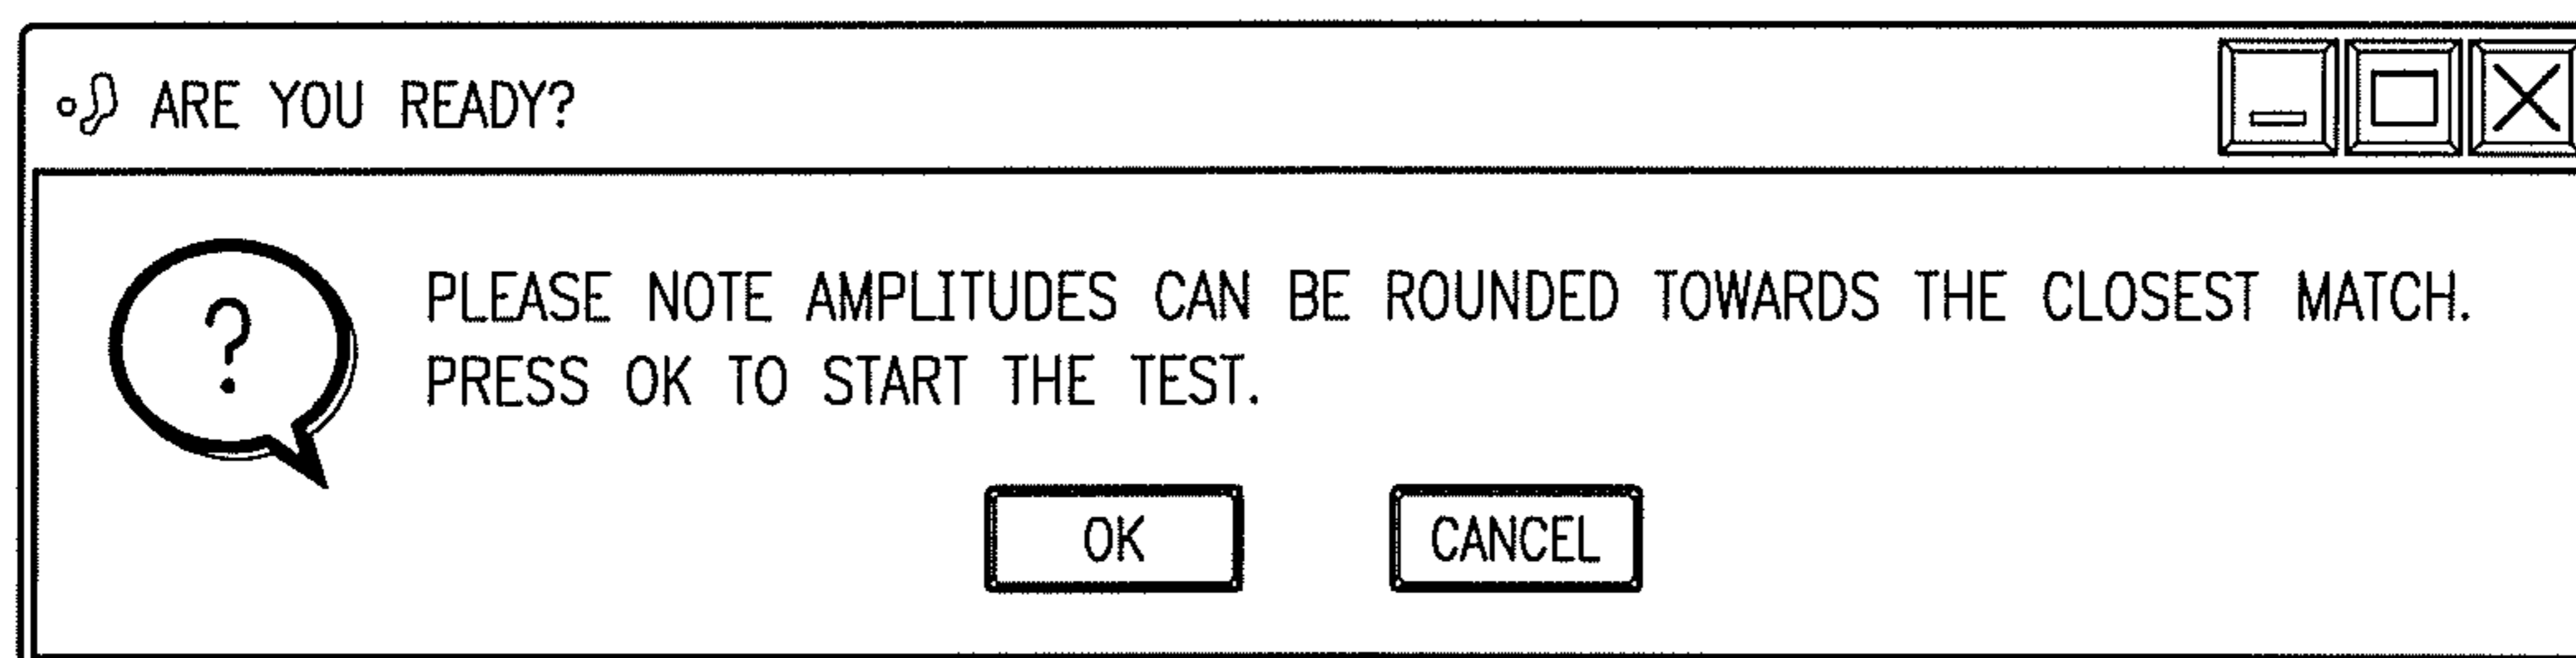 ARE YOU READY?
?
PLEASE NOTE AMPLITUDES CAN BE ROUNDED TOWARDS THE CLOSEST MATCH.
PRESS OK TO START THE TEST.
OK CANCEL